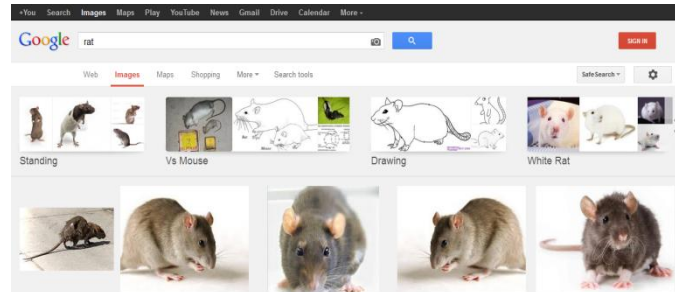 +You Search Images Maps Play YouTube News Gmail Drive Calendar More
Google rat SIGN IN
Web Images Maps Shopping More Search tools SafeSearch
Standing Vs Mouse Drawing White Rat